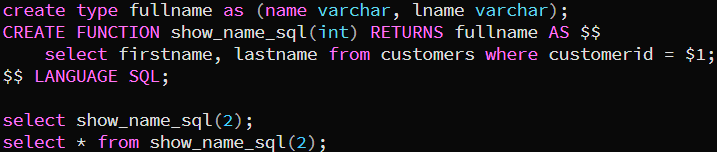 create type fullname as (name varchar, lname varchar);
CREATE FUNCTION show_name_sql(int) RETURNS fullname AS $$
    select firstname, lastname from customers where customerid = $1;
$$ LANGUAGE SQL;

select show_name_sql(2);
select * from show_name_sql(2);